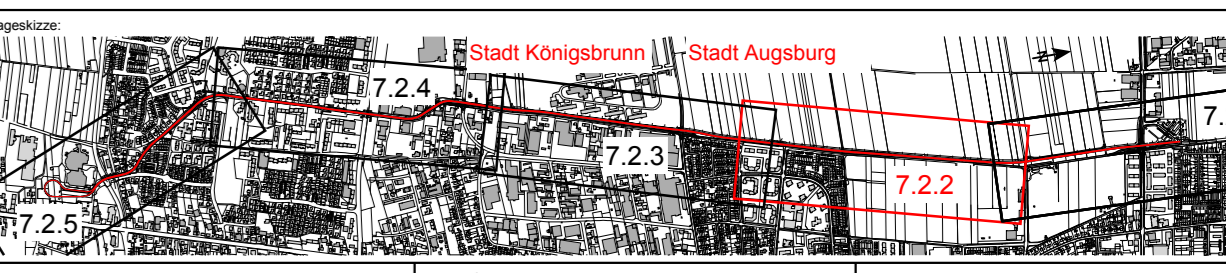 ageskizze:
Stadt Königsbrunn
Stadt Augsburg
N
7.2.4
7.
7.2.3
7.2.2
7.2.5